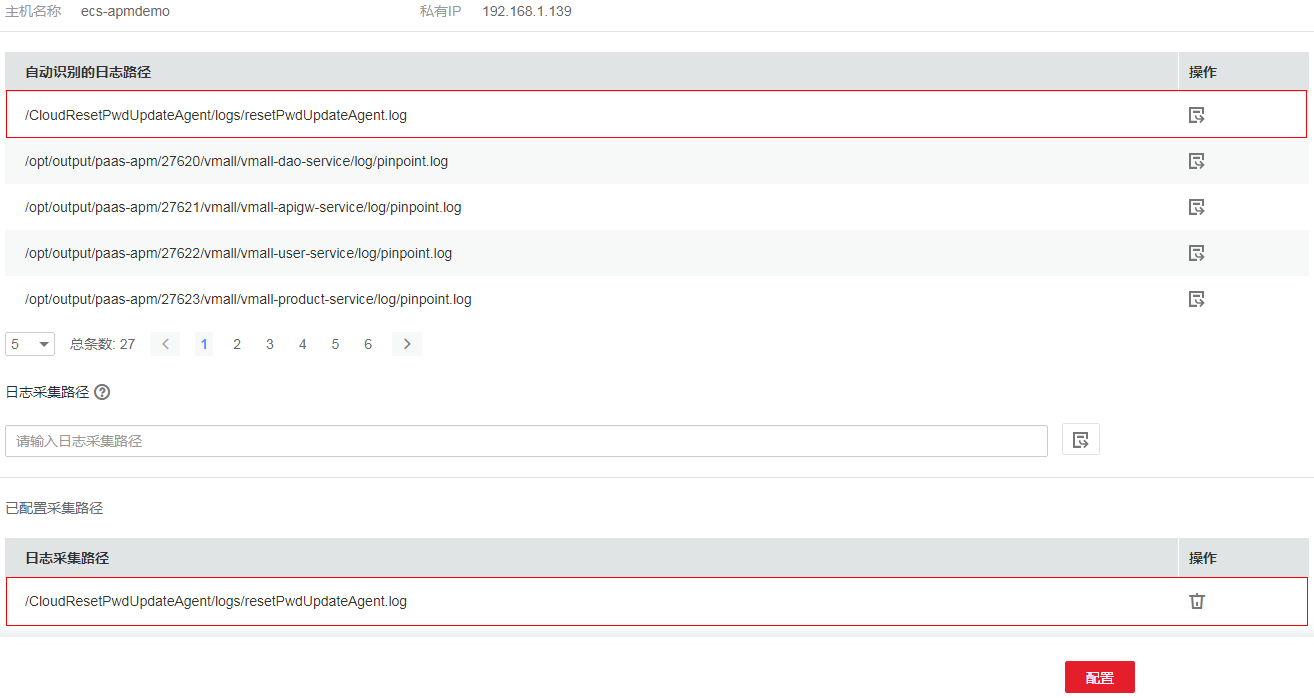 主机名称 ecs-apmdemo 私有IP 192.168.1.139
自动识别的日志路径 操作
/CloudResetPwdUpdateAgent/logs/resetPwdUpdateAgent.log
/opt/output/paas-apm/27620/vmall/vmall-dao-service/log/pinpoint.log
/opt/output/paas-apm/27621/vmall/vmall-apigw-service/log/pinpoint.log
/opt/output/paas-apm/27622/vmall/vmall-user-service/log/pinpoint.log
/opt/output/paas-apm/27623/vmall/vmall-product-service/log/pinpoint.log
5 总条数: 27 1 2 3 4 5 6
日志采集路径
请输入日志采集路径
已配置采集路径
日志采集路径 操作
/CloudResetPwdUpdateAgent/logs/resetPwdUpdateAgent.log
配置